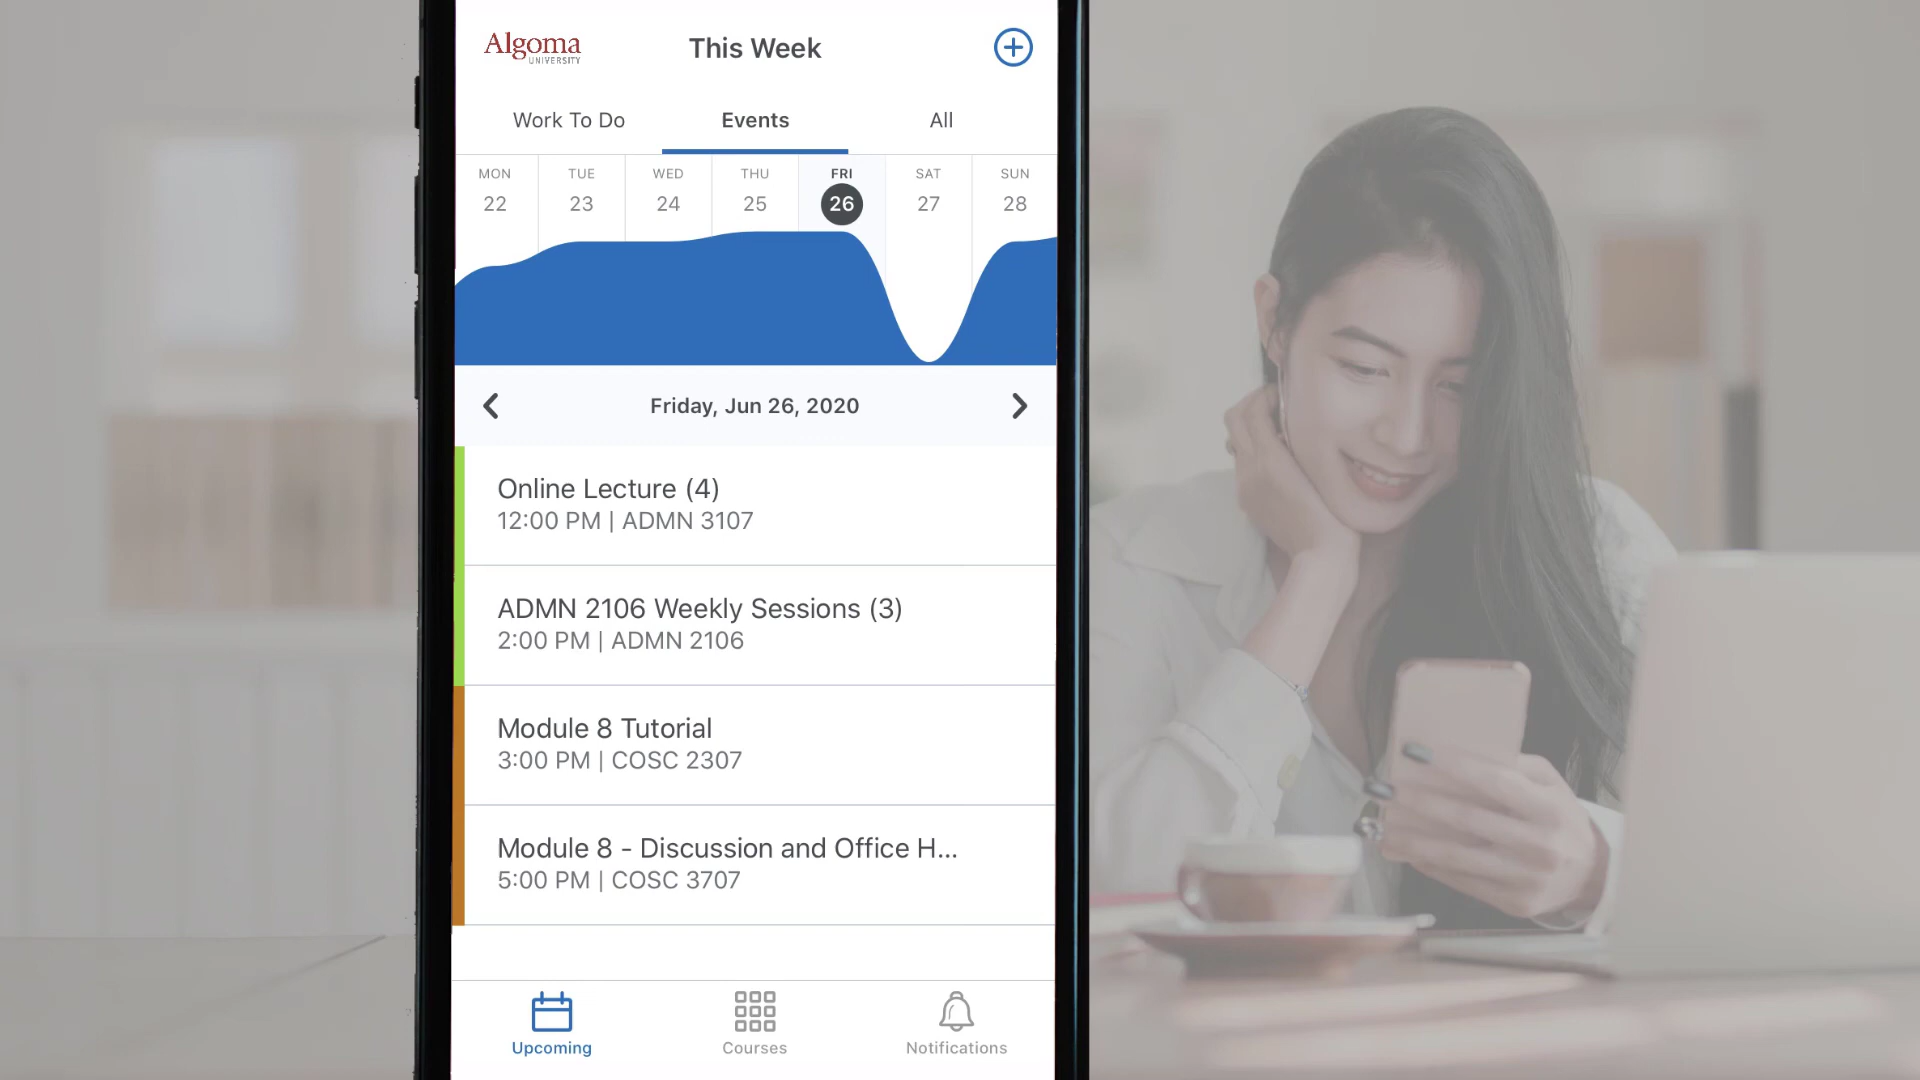 Algoma
UNIVERSITY
This Week
Work To Do
Events
All
MON TUE WED THU FRI SAT SUN
22 23 24 25 26 27 28
Friday, Jun 26, 2020
Online Lecture (4)
12:00 PM | ADMN 3107
ADMN 2106 Weekly Sessions (3)
2:00 PM | ADMN 2106
Module 8 Tutorial
3:00 PM | COSC 2307
Module 8 - Discussion and Office H...
5:00 PM | COSC 3707
Upcoming
Courses
Notifications